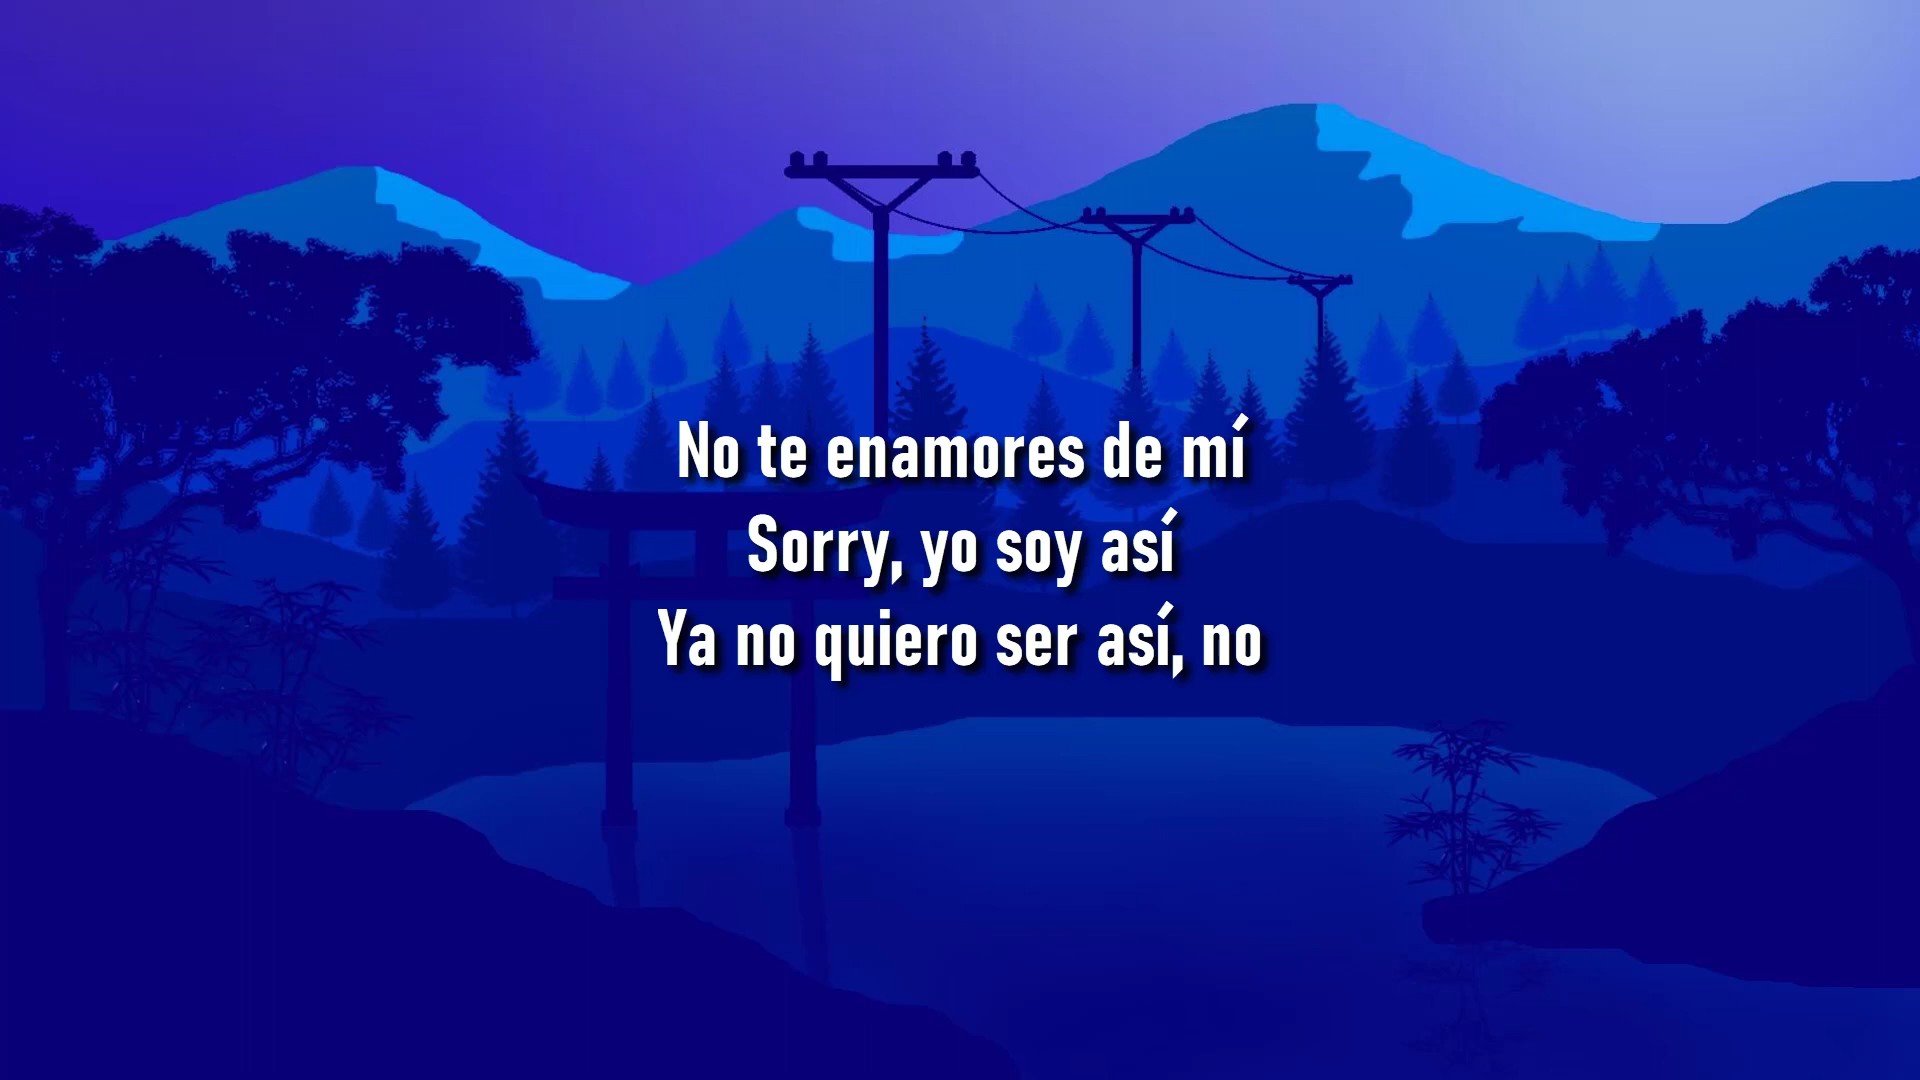 No te enamores de mí
Sorry, yo soy así
Ya no quiero ser así, no